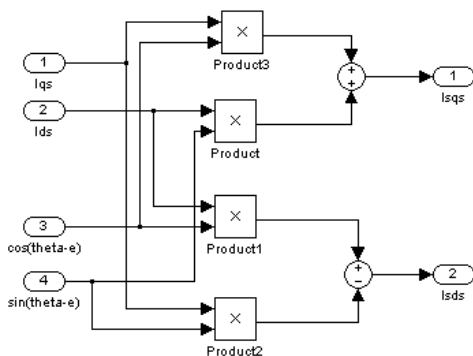 1
Iqs
2
Ids
3
cos(theta-e)
4
sin(theta-e)
×
Product3
×
Product
×
Product1
×
Product2
+
+
1
Isqs
+
−
2
Isds